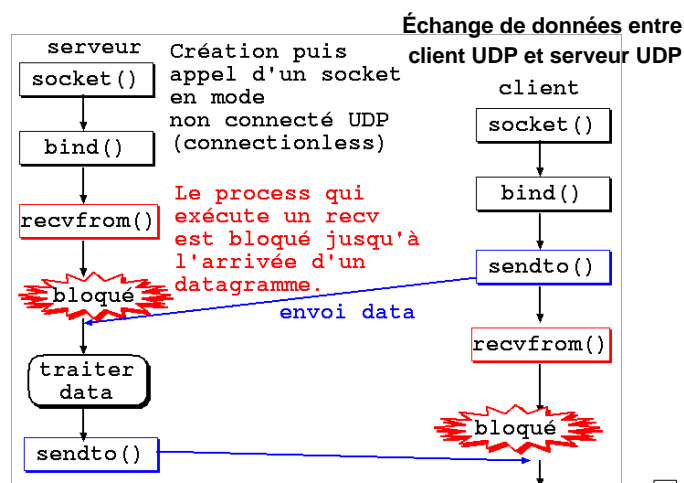 Échange de données entre
client UDP et serveur UDP
serveur
Création puis
appel d'un socket
en mode
non connecté UDP
(connectionless)
socket()
bind()
recvfrom()
Le process qui
exécute un recv
est bloqué jusqu'à
l'arrivée d'un
datagramme.
bloqué
envoi data
traiter
data
sendto()
client
socket()
bind()
sendto()
recvfrom()
bloqué